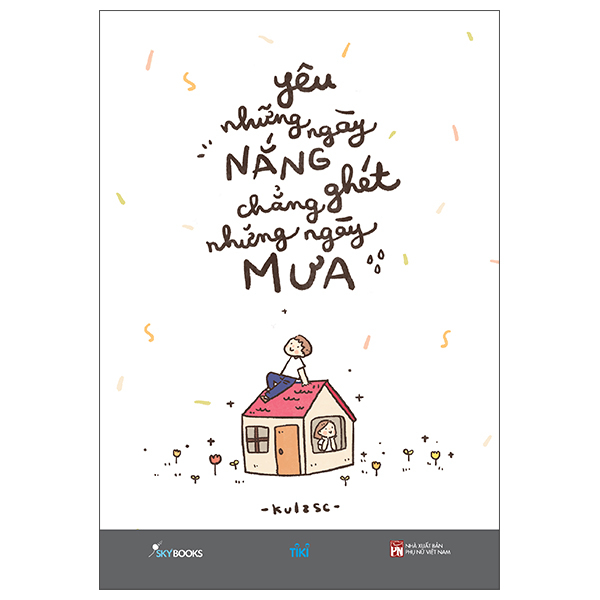 yêu
những ngày
NẮNG
chẳng ghét
những ngày
MƯA
-kulzsc-
SKYBOOKS
TIKI
PN
NHÀ XUẤT BẢN
PHỤ NỮ VIỆT NAM